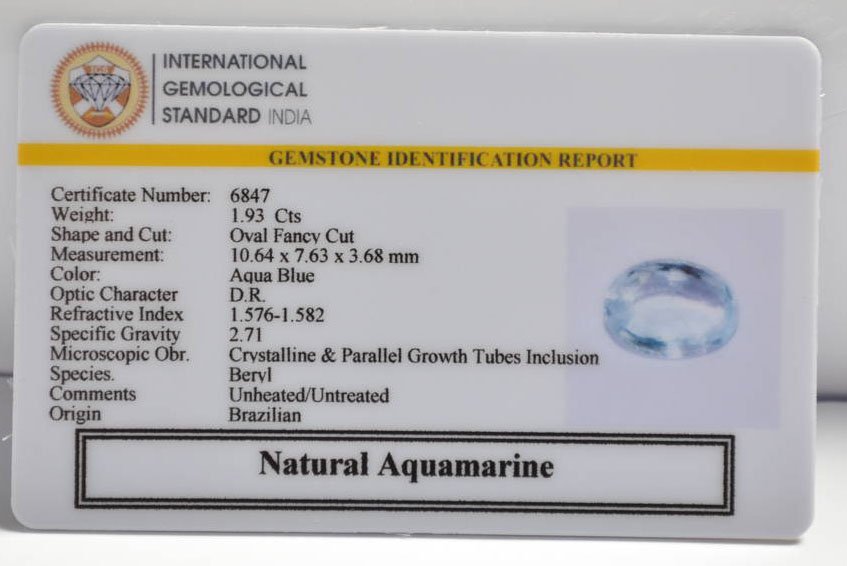 INTERNATIONAL
GEMOLOGICAL
STANDARD INDIA
GEMSTONE IDENTIFICATION REPORT
Certificate Number: 6847
Weight: 1.93 Cts
Shape and Cut: Oval Fancy Cut
Measurement: 10.64 x 7.63 x 3.68 mm
Color: Aqua Blue
Optic Character D.R.
Refractive Index 1.576-1.582
Specific Gravity 2.71
Microscopic Obr. Crystalline & Parallel Growth Tubes Inclusion
Species. Beryl
Comments Unheated/Untreated
Origin Brazilian
Natural Aquamarine